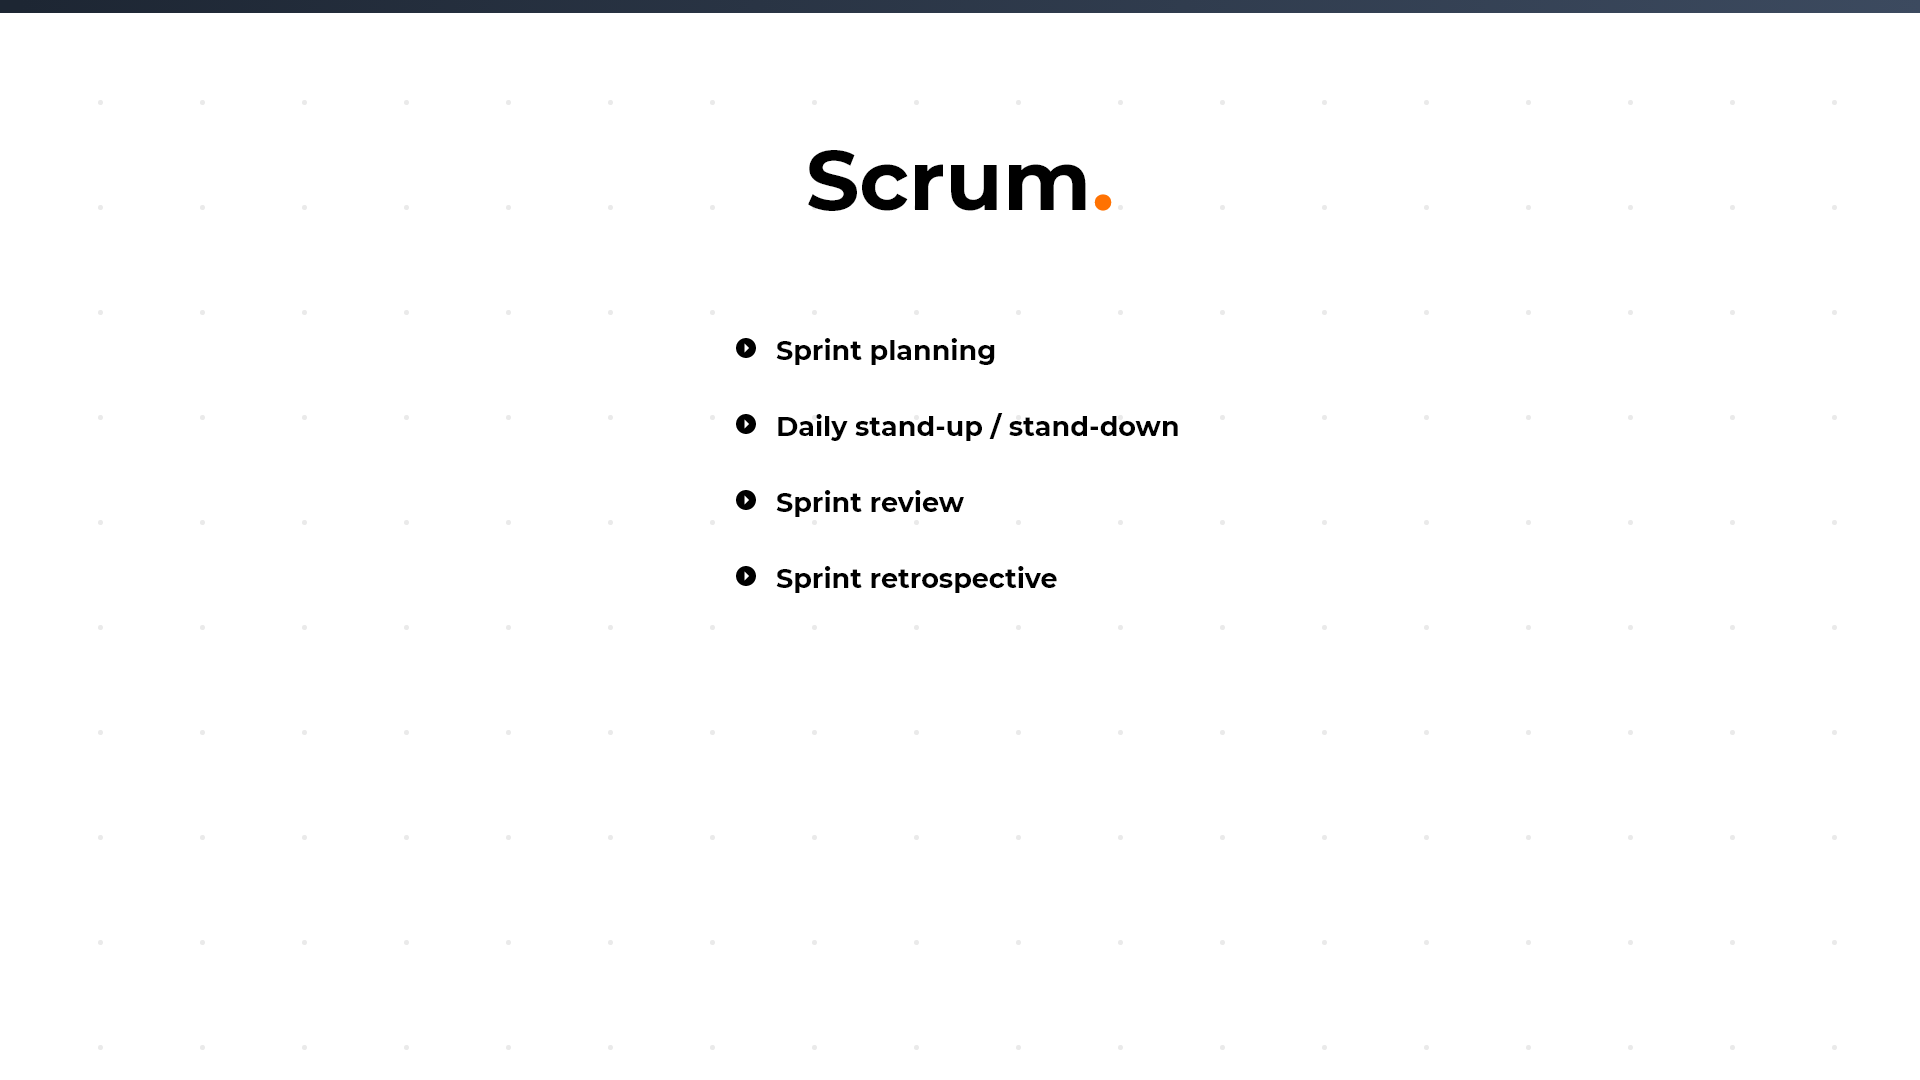 Scrum.
Sprint planning
Daily stand-up / stand-down
Sprint review
Sprint retrospective